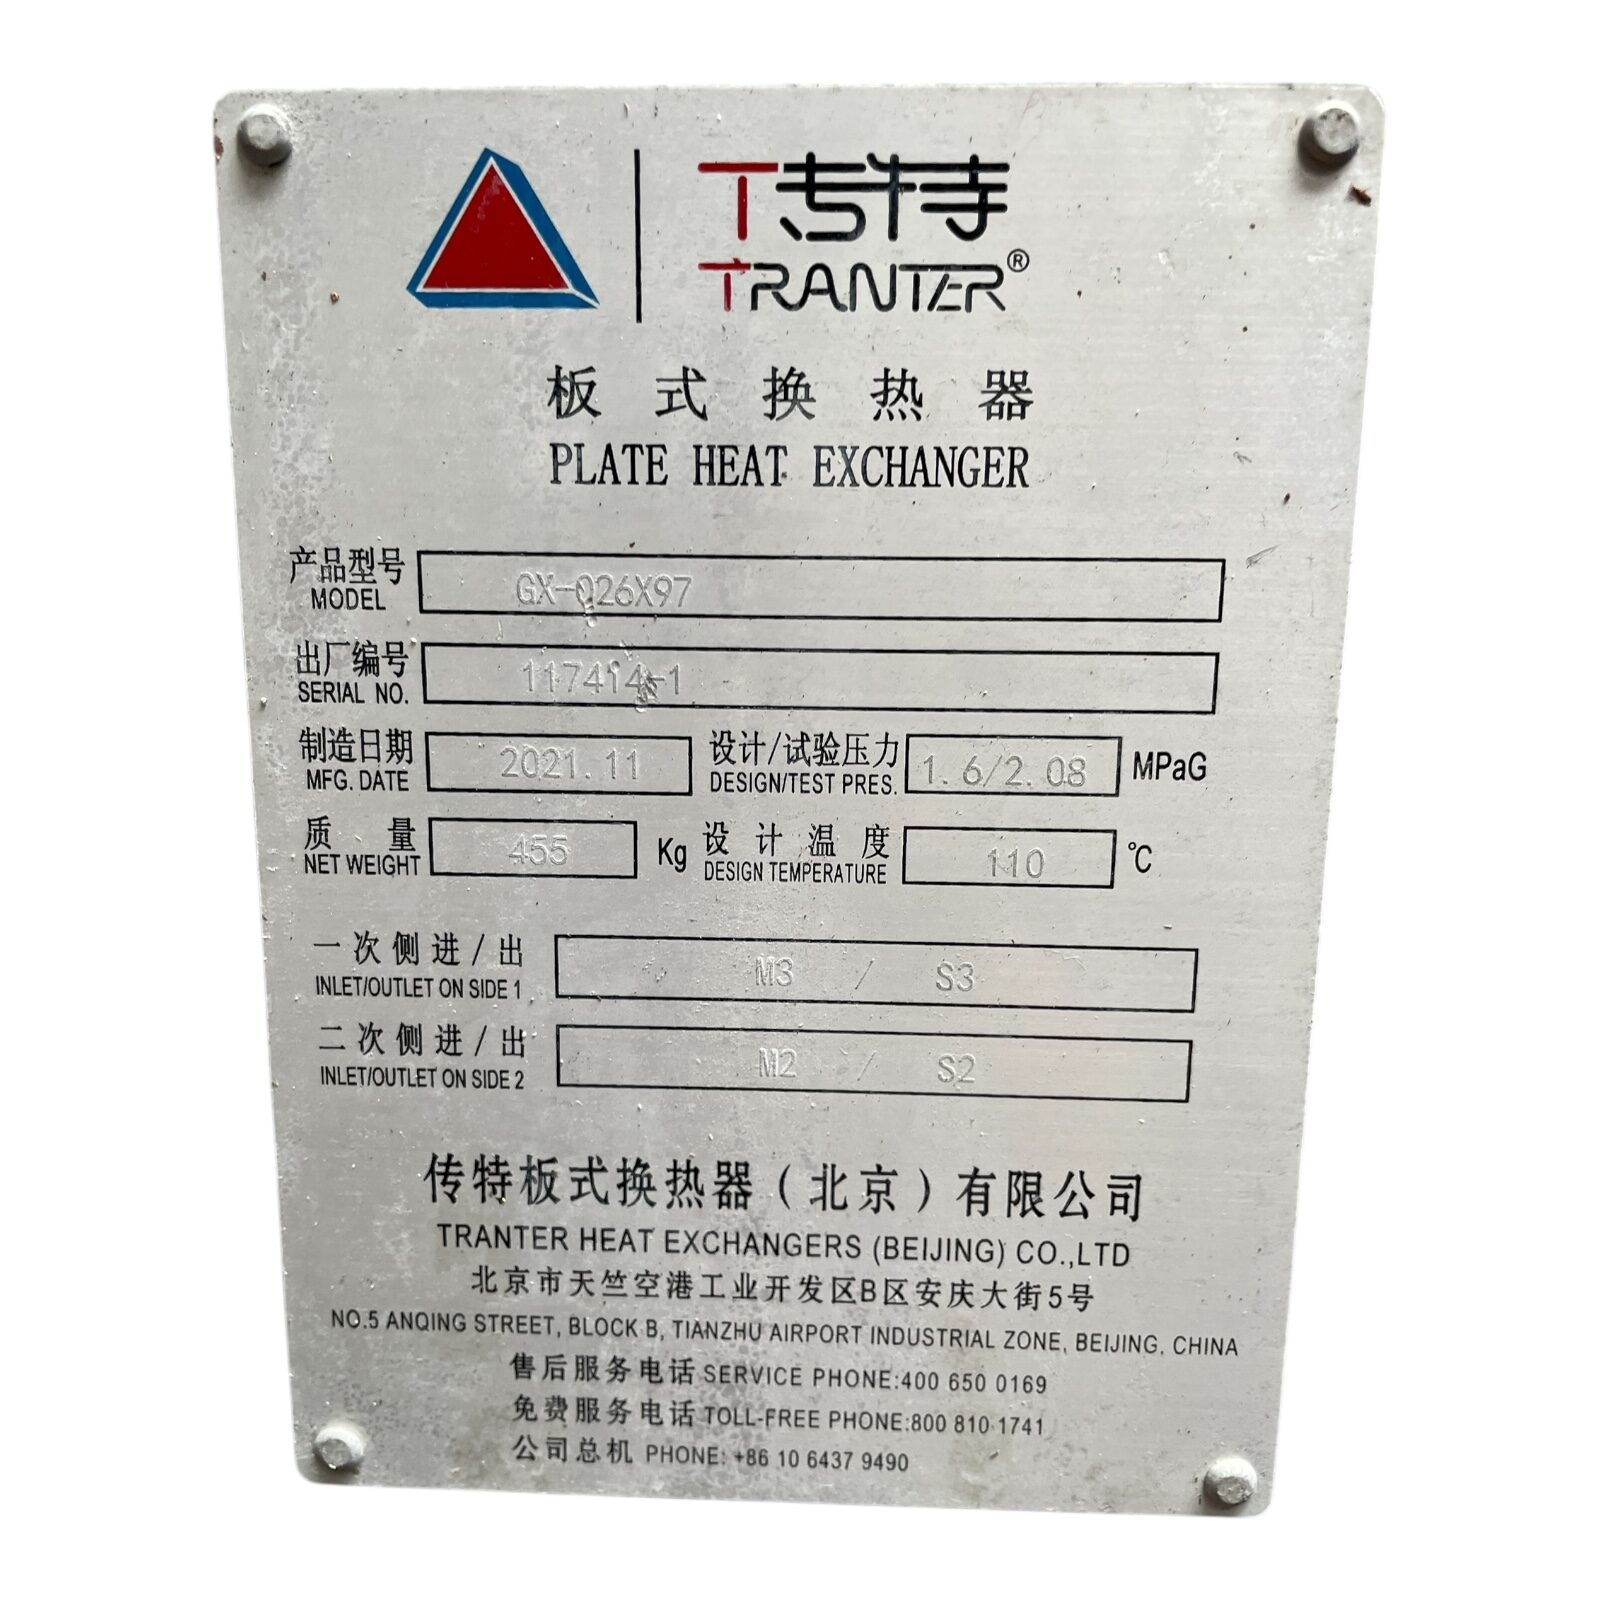 T传特
TRANTER®
板式换热器
PLATE HEAT EXCHANGER
产品型号
MODEL
GX-026X97
出厂编号
SERIAL NO.
117414-1
制造日期
MFG. DATE
2021.11
设计/试验压力
DESIGN/TEST PRES.
1.6/2.08
MPaG
质 量
NET WEIGHT
455
Kg
设计温度
DESIGN TEMPERATURE
110
℃
一次侧进/出
INLET/OUTLET ON SIDE 1
M3 / S3
二次侧进/出
INLET/OUTLET ON SIDE 2
M2 / S2
传特板式换热器(北京)有限公司
TRANTER HEAT EXCHANGERS (BEIJING) CO.,LTD
北京市天竺空港工业开发区B区安庆大街5号
NO.5 ANQING STREET, BLOCK B, TIANZHU AIRPORT INDUSTRIAL ZONE, BEIJING, CHINA
售后服务电话 SERVICE PHONE:400 650 0169
免费服务电话 TOLL-FREE PHONE:800 810 1741
公司总机 PHONE: +86 10 6437 9490